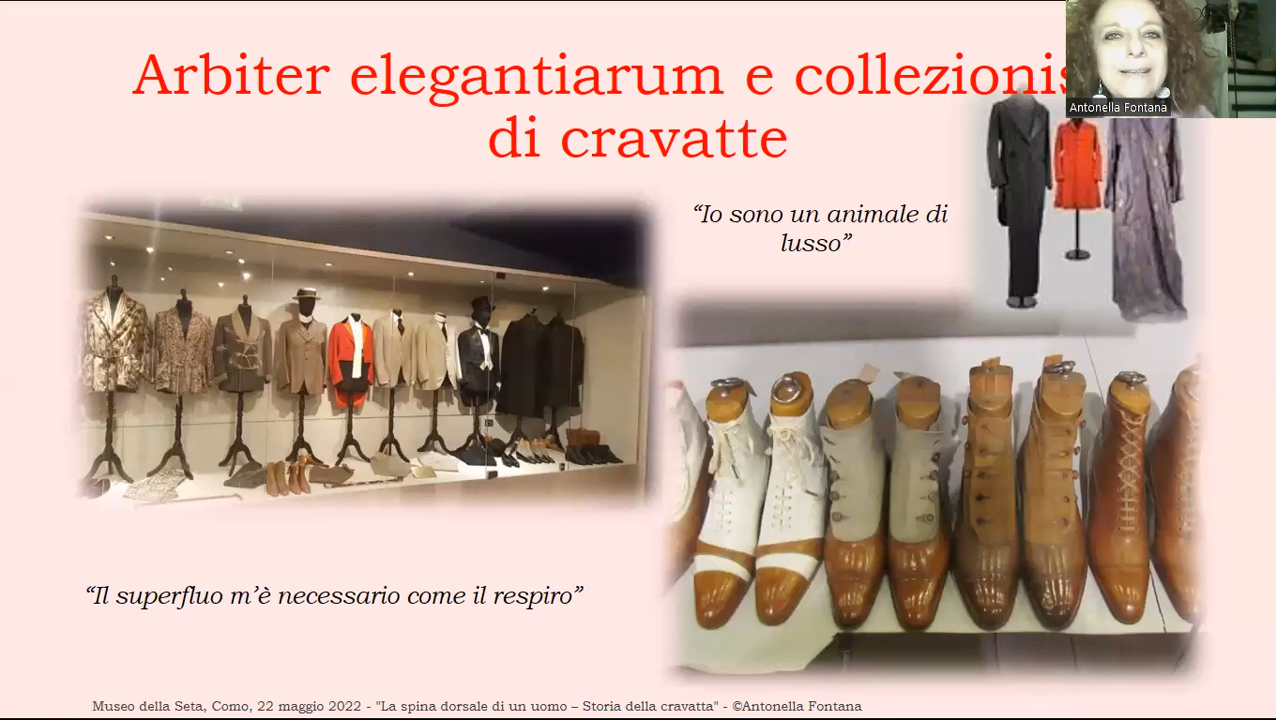 Arbiter elegantiarum e collezionis
di cravatte
Antonella Fontana
“Io sono un animale di
lusso”
“Il superfluo m’è necessario come il respiro”
Museo della Seta, Como, 22 maggio 2022 - "La spina dorsale di un uomo – Storia della cravatta" - ©Antonella Fontana